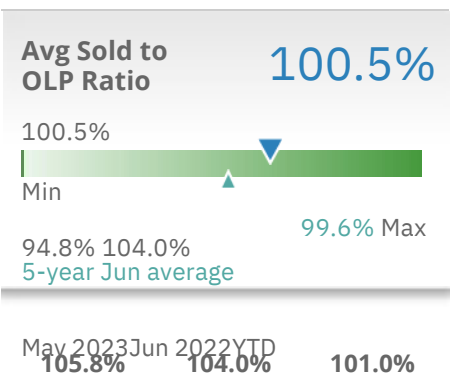 Avg Sold to
OLP Ratio
100.5%
100.5%
Min
99.6% Max
94.8% 104.0%
5-year Jun average
May 2023Jun 2022YTD
105.8% 104.0% 101.0%